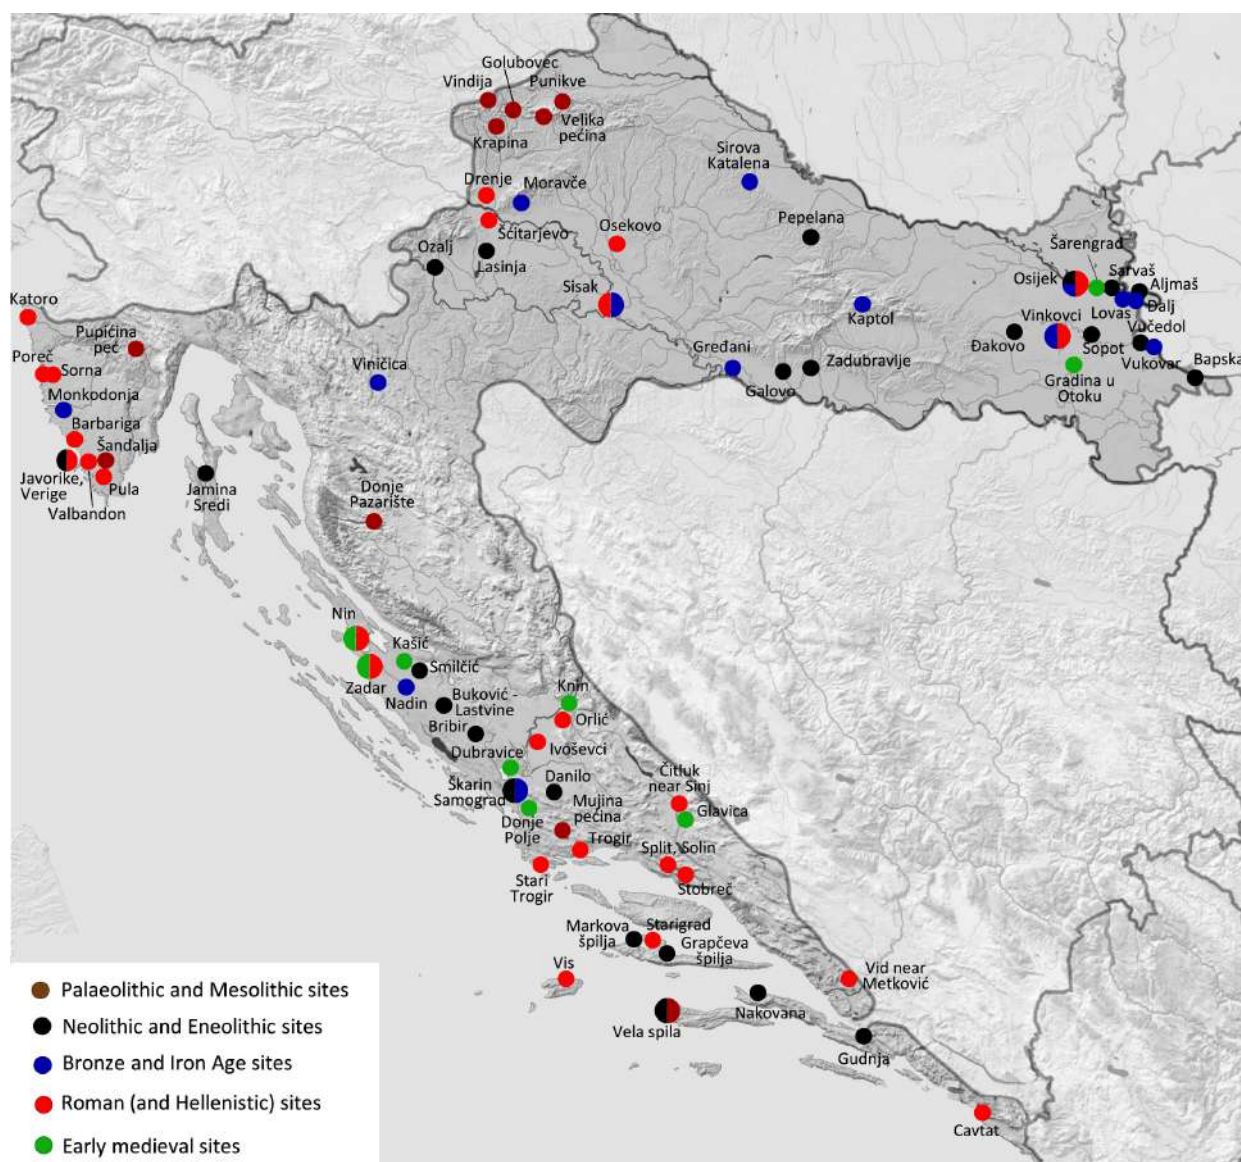 Golubovec
Vindija
Punikve
Krapina
Velika
pećina
Sirova
Katalena
Drenje
Moravče
Pepelana
Šćitarjevo
Osekovo
Šarengrad
Ozalj
Lasinja
Osijek
Sarvaš
Aljmaš
Sisak
Kaptol
Vinkovci
Lovas
Dalj
Katoro
Pupićina
peć
Đakovo
Sopot
Vučedol
Vukovar
Poreč
Sorna
Viničica
Gređani
Galovo
Zadubravlje
Gradina u
Otoku
Bapska
Monkodonja
Barbariga
Šandalja
Javorike,
Verige
Pula
Valbandon
Jamina
Sredi
Donje
Pazarište
Nin
Kašić
Smilčić
Zadar
Nadin
Buković -
Lastvine
Knin
Orlić
Bribir
Ivoševci
Dubravice
Škarin
Samograd
Danilo
Čitluk
near Sinj
Mujina
pećina
Glavica
Donje
Polje
Trogir
Split, Solin
Stari
Trogir
Stobreč
Markova
špilja
Starigrad
Grapčeva
špilja
Vis
Vid near
Metković
Vela spila
Nakovana
Gudnja
Cavtat
Palaeolithic and Mesolithic sites
Neolithic and Eneolithic sites
Bronze and Iron Age sites
Roman (and Hellenistic) sites
Early medieval sites